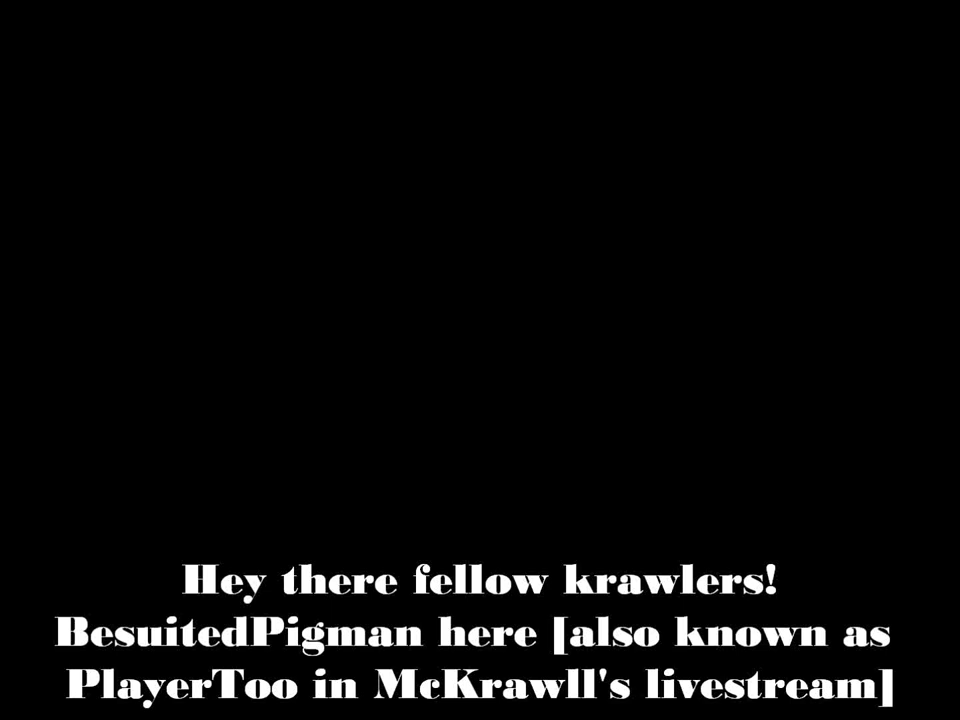 Hey there fellow krawlers!
BesuitedPigman here [also known as
PlayerToo in McKrawll's livestream]